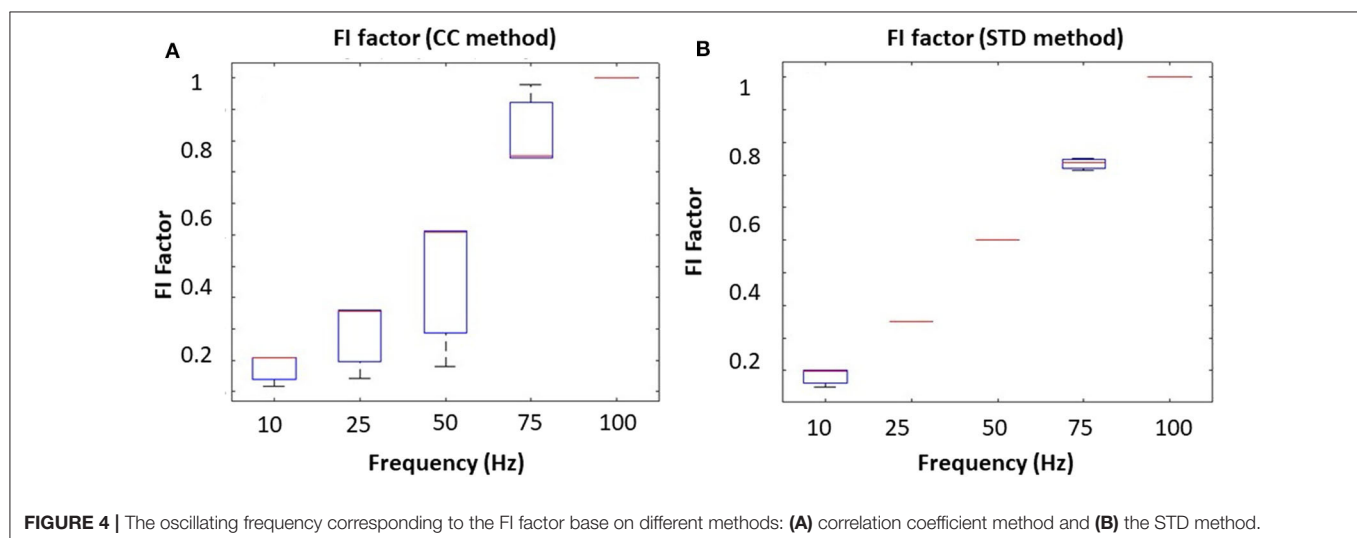 A
FI factor (CC method)
1
0.8
0.6
0.4
0.2
FI Factor
10 25 50 75 100
Frequency (Hz)
B
FI factor (STD method)
1
0.8
0.6
0.4
0.2
FI Factor
10 25 50 75 100
Frequency (Hz)
FIGURE 4 | The oscillating frequency corresponding to the FI factor base on different methods: (A) correlation coefficient method and (B) the STD method.